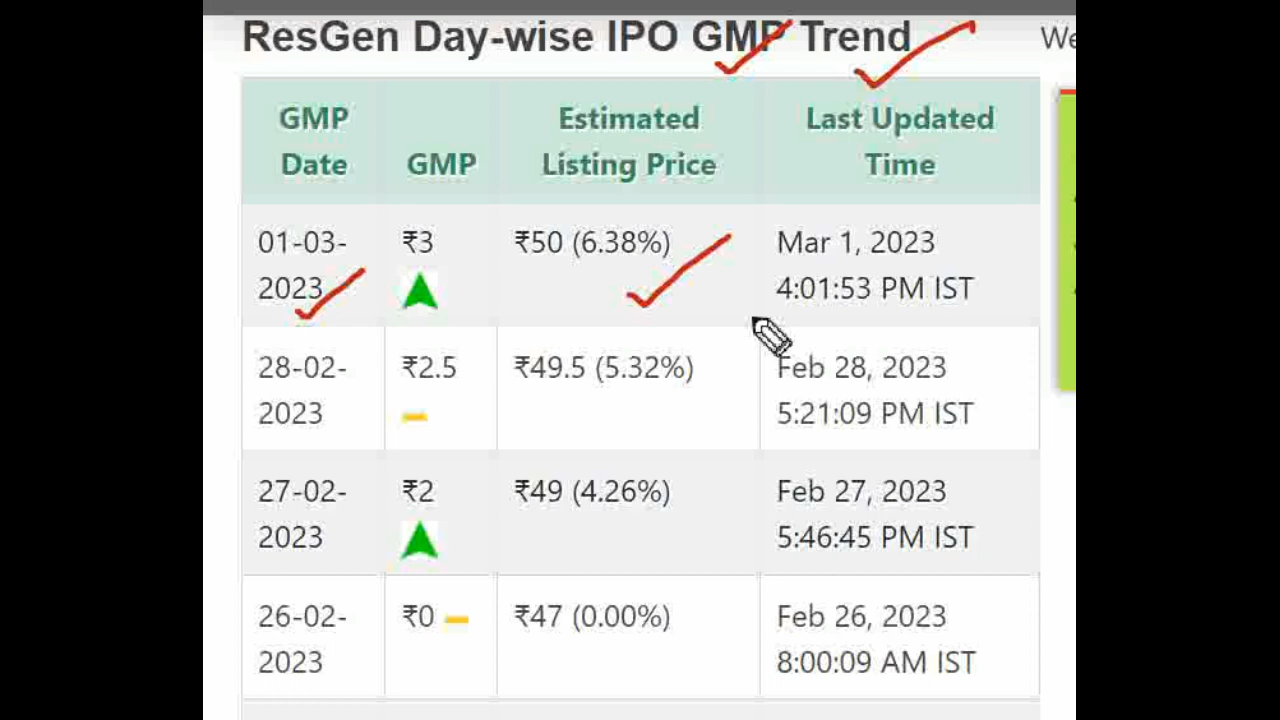 ResGen Day-wise IPO GMP Trend
We
GMP Date
GMP
Estimated Listing Price
Last Updated Time
01-03-
2023
₹3
₹50 (6.38%)
Mar 1, 2023
4:01:53 PM IST
28-02-
2023
₹2.5
₹49.5 (5.32%)
Feb 28, 2023
5:21:09 PM IST
27-02-
2023
₹2
₹49 (4.26%)
Feb 27, 2023
5:46:45 PM IST
26-02-
2023
₹0
₹47 (0.00%)
Feb 26, 2023
8:00:09 AM IST